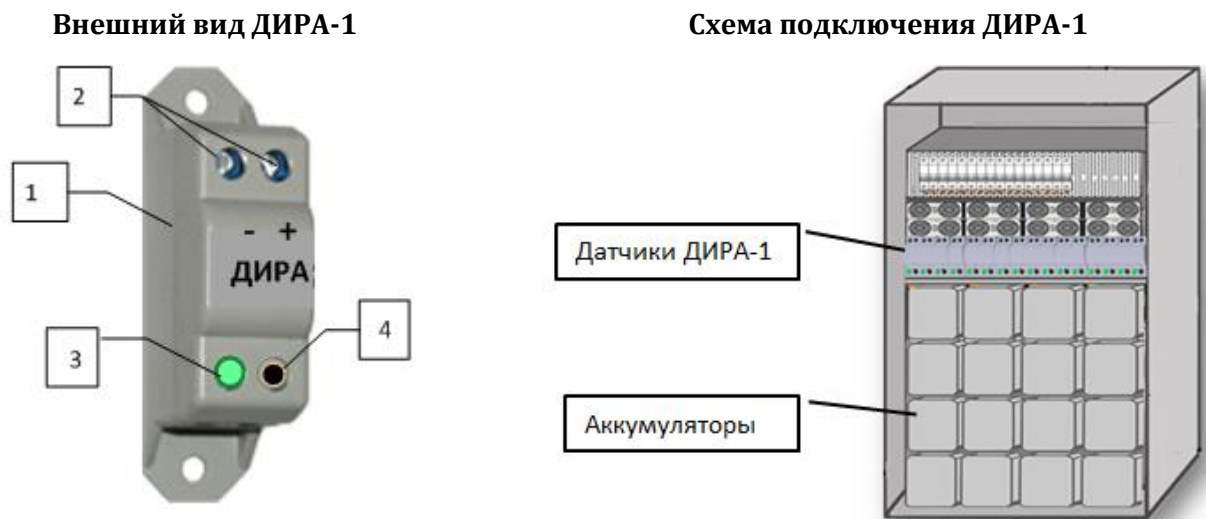 Внешний вид ДИРА-1
Схема подключения ДИРА-1
2
1
- +
ДИРА
3
4
Датчики ДИРА-1
Аккумуляторы